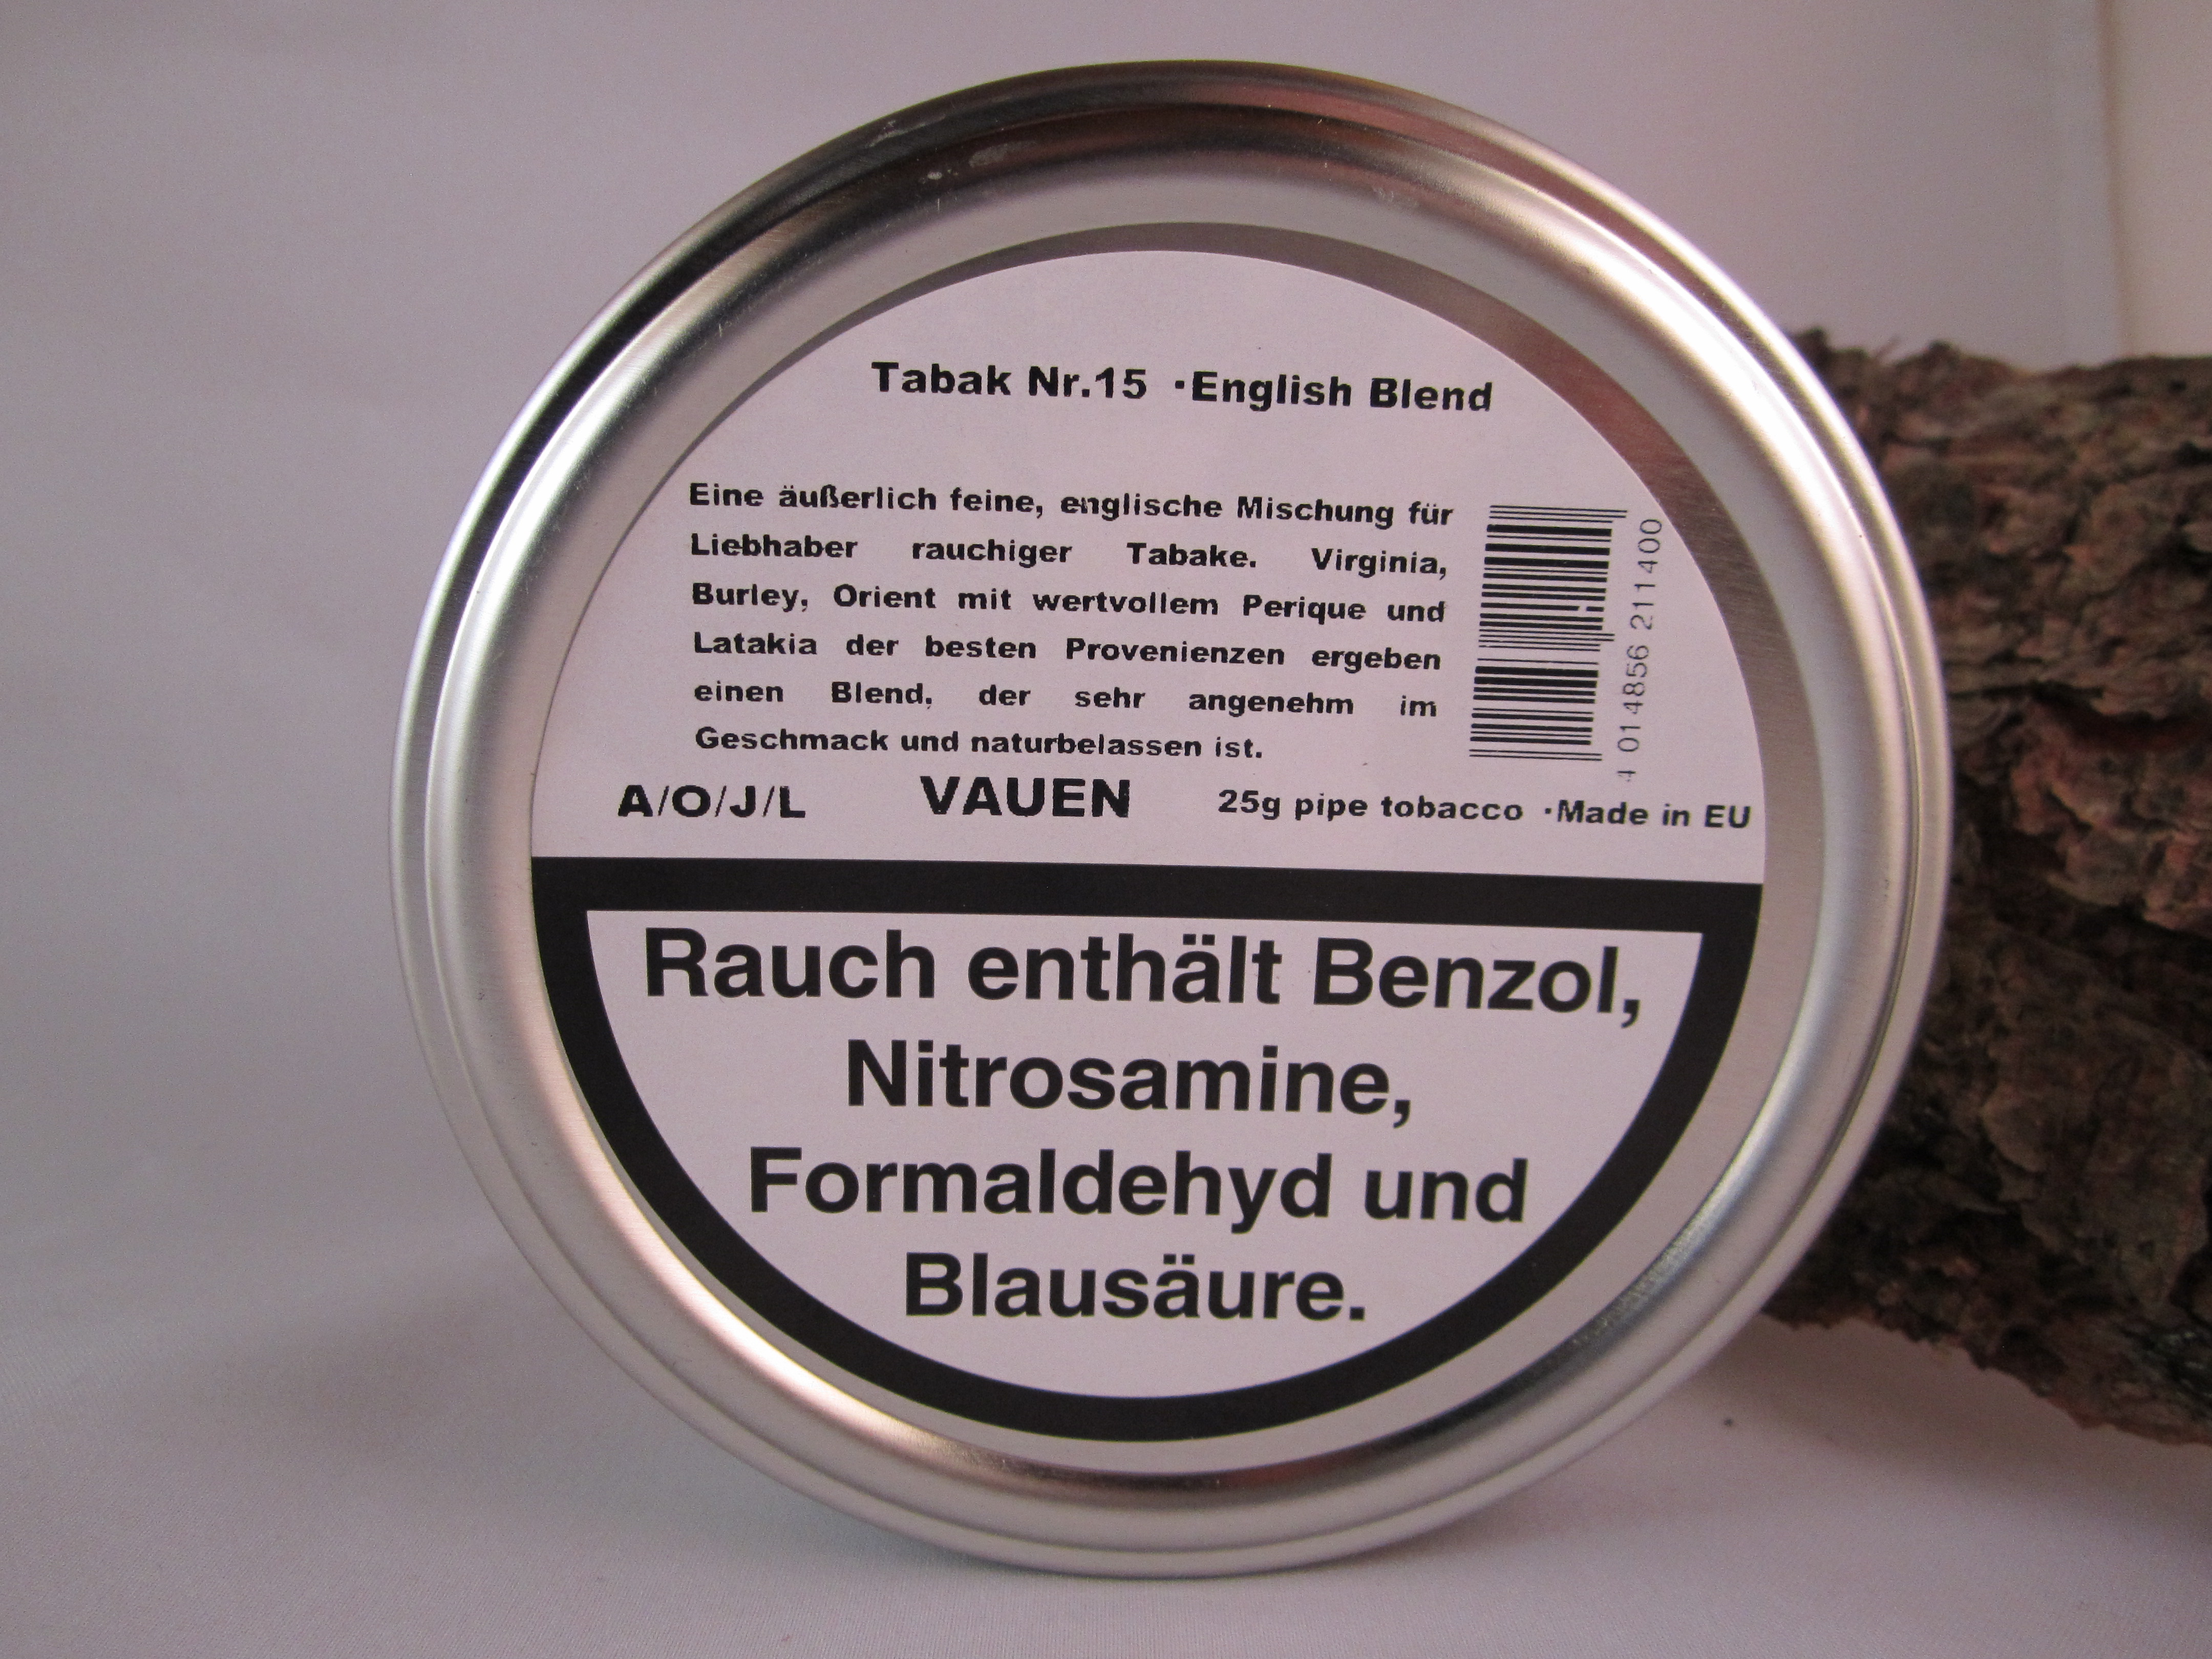 Tabak Nr.15 ·English Blend
Eine äußerlich feine, englische Mischung für
Liebhaber rauchiger Tabake. Virginia,
Burley, Orient mit wertvollem Perique und
Latakia der besten Provenienzen ergeben
einen Blend, der sehr angenehm im
Geschmack und naturbelassen ist.
4 014856 211400
A/O/J/L VAUEN 25g pipe tobacco ·Made in EU
Rauch enthält Benzol,
Nitrosamine,
Formaldehyd und
Blausäure.